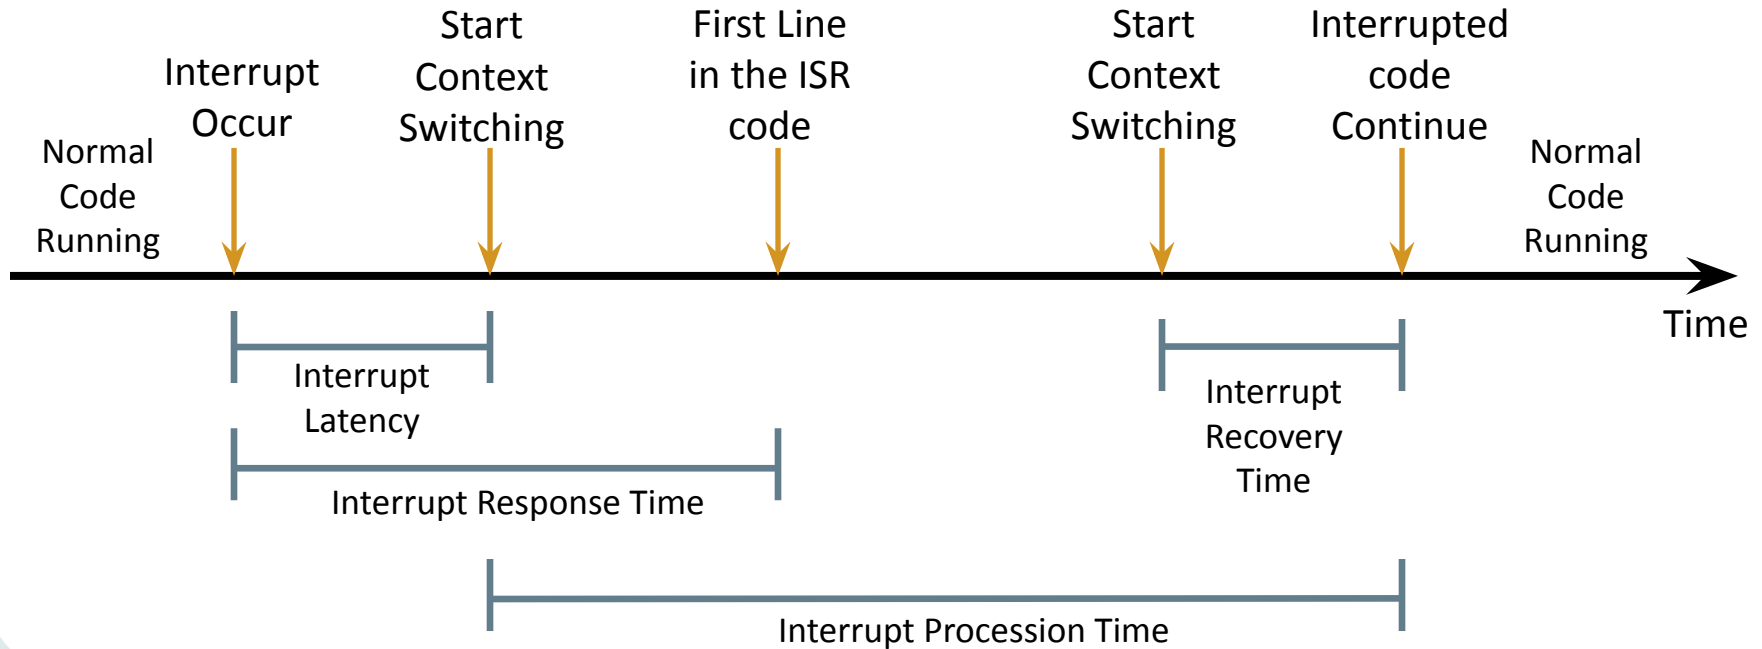 Normal
Code
Running
Interrupt
Occur
Start
Context
Switching
First Line
in the ISR
code
Start
Context
Switching
Interrupted
code
Continue
Normal
Code
Running
Time
Interrupt
Latency
Interrupt
Recovery
Time
Interrupt Response Time
Interrupt Procession Time